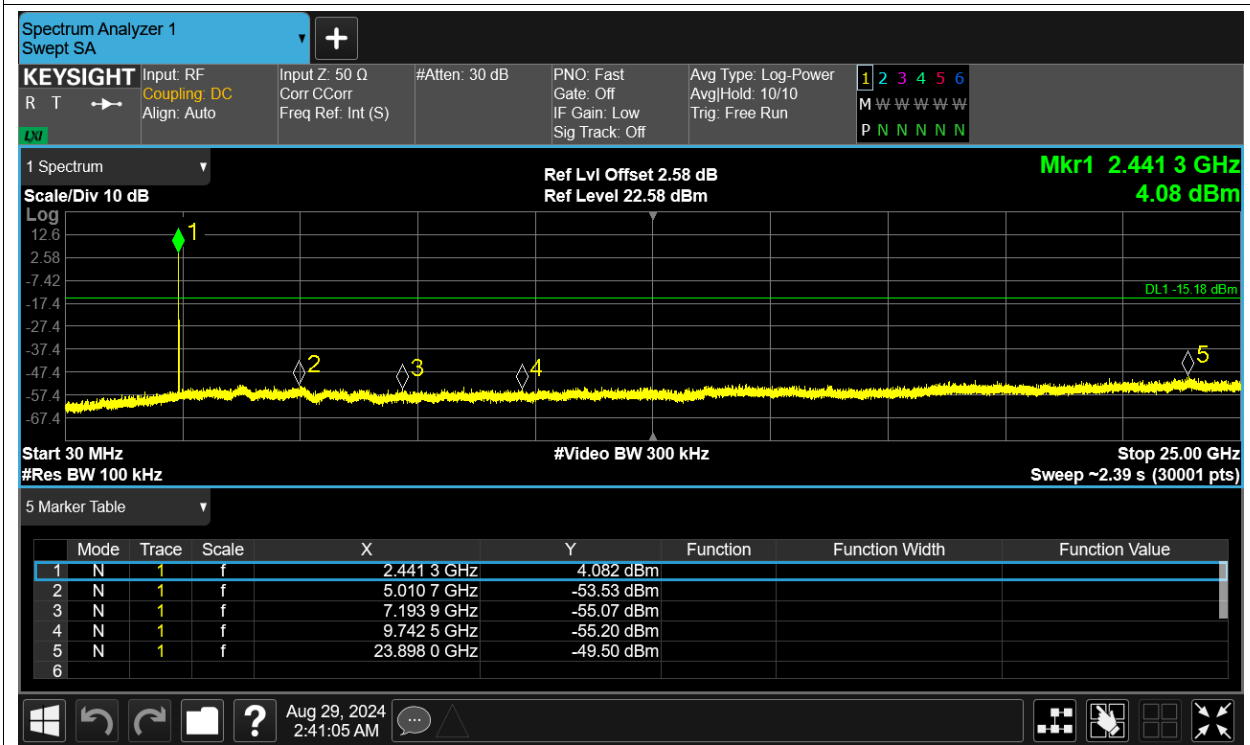 Spectrum Analyzer 1
Swept SA
KEYSIGHT
R T
LXI
Input: RF
Coupling: DC
Align: Auto
Input Z: 50 Ω
Corr CCorr
Freq Ref: Int (S)
#Atten: 30 dB
PNO: Fast
Gate: Off
IF Gain: Low
Sig Track: Off
Avg Type: Log-Power
Avg|Hold: 10/10
Trig: Free Run
1 2 3 4 5 6
M W W W W W
P N N N N N
1 Spectrum
Scale/Div 10 dB
Ref Lvl Offset 2.58 dB
Ref Level 22.58 dBm
Mkr1 2.441 3 GHz
4.08 dBm
Log
12.6
2.58
-7.42
-17.4
-27.4
-37.4
-47.4
-57.4
-67.4
1
2
3
4
5
DL1 -15.18 dBm
Start 30 MHz
#Video BW 300 kHz
Stop 25.00 GHz
#Res BW 100 kHz
Sweep ~2.39 s (30001 pts)
5 Marker Table
Mode Trace Scale X Y Function Function Width Function Value
1 N 1 f 2.441 3 GHz 4.082 dBm
2 N 1 f 5.010 7 GHz -53.53 dBm
3 N 1 f 7.193 9 GHz -55.07 dBm
4 N 1 f 9.742 5 GHz -55.20 dBm
5 N 1 f 23.898 0 GHz -49.50 dBm
6
Aug 29, 2024
2:41:05 AM